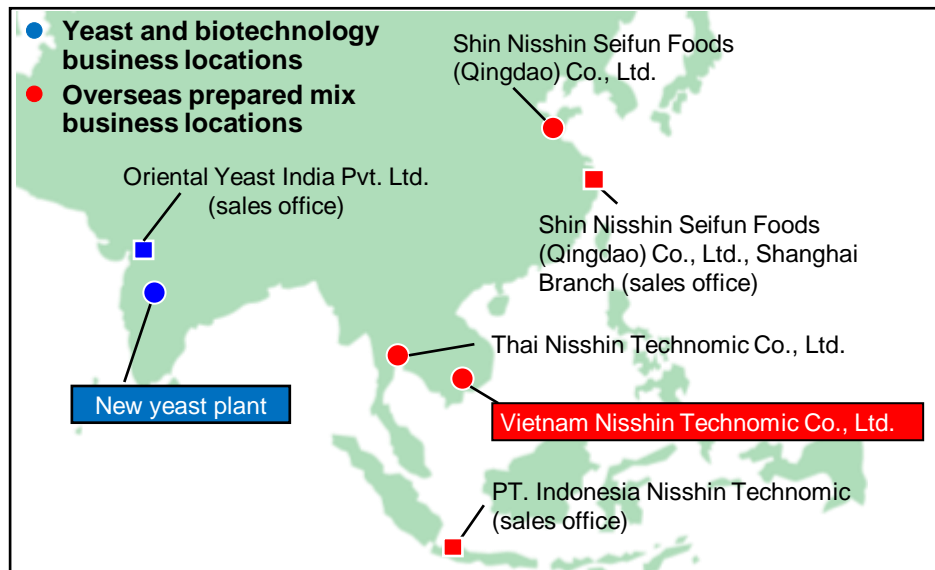 Yeast and biotechnology
business locations
Overseas prepared mix
business locations
Shin Nisshin Seifun Foods
(Qingdao) Co., Ltd.
Oriental Yeast India Pvt. Ltd.
(sales office)
Shin Nisshin Seifun Foods
(Qingdao) Co., Ltd., Shanghai
Branch (sales office)
Thai Nisshin Technomic Co., Ltd.
New yeast plant
Vietnam Nisshin Technomic Co., Ltd.
PT. Indonesia Nisshin Technomic
(sales office)